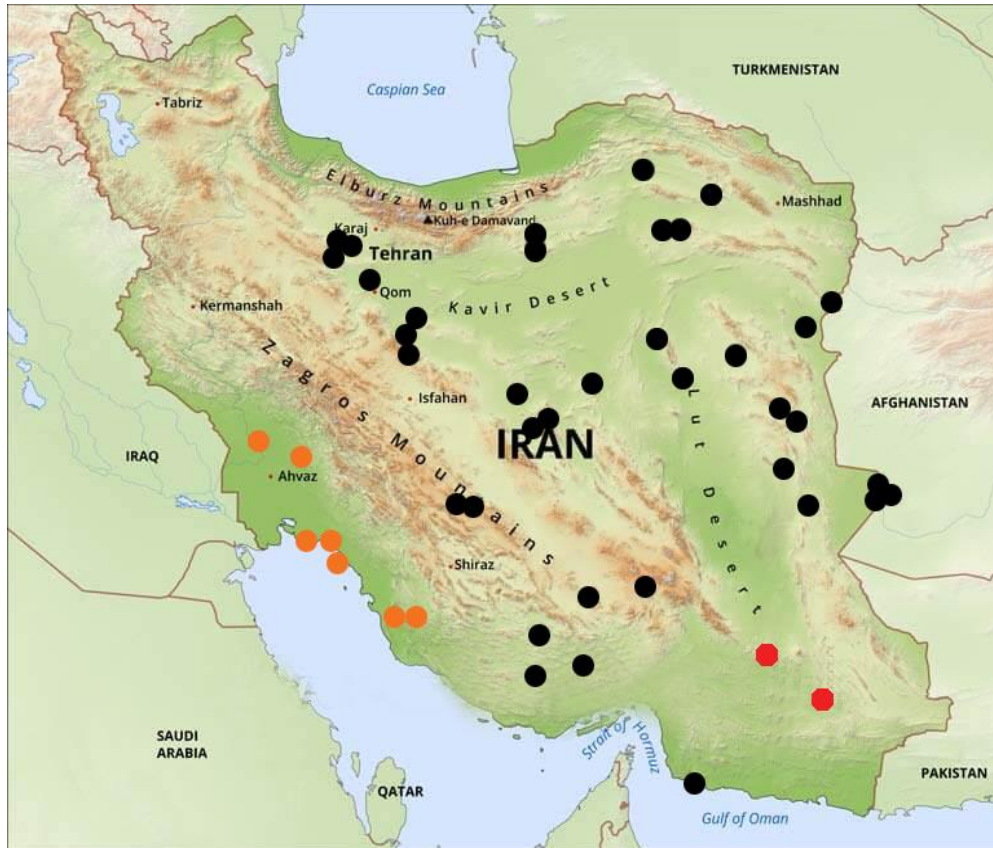 TURKMENISTAN
Caspian Sea
Tabriz
Elburz Mountains
Mashhad
Kuh-e Damavand
Karaj
Tehran
Qom
Kavir Desert
Kermanshah
Zagros Mountains
Isfahan
Lut Desert
AFGHANISTAN
IRAN
IRAQ
Ahvaz
Shiraz
SAUDI
ARABIA
Strait of Hormuz
QATAR
PAKISTAN
Gulf of Oman